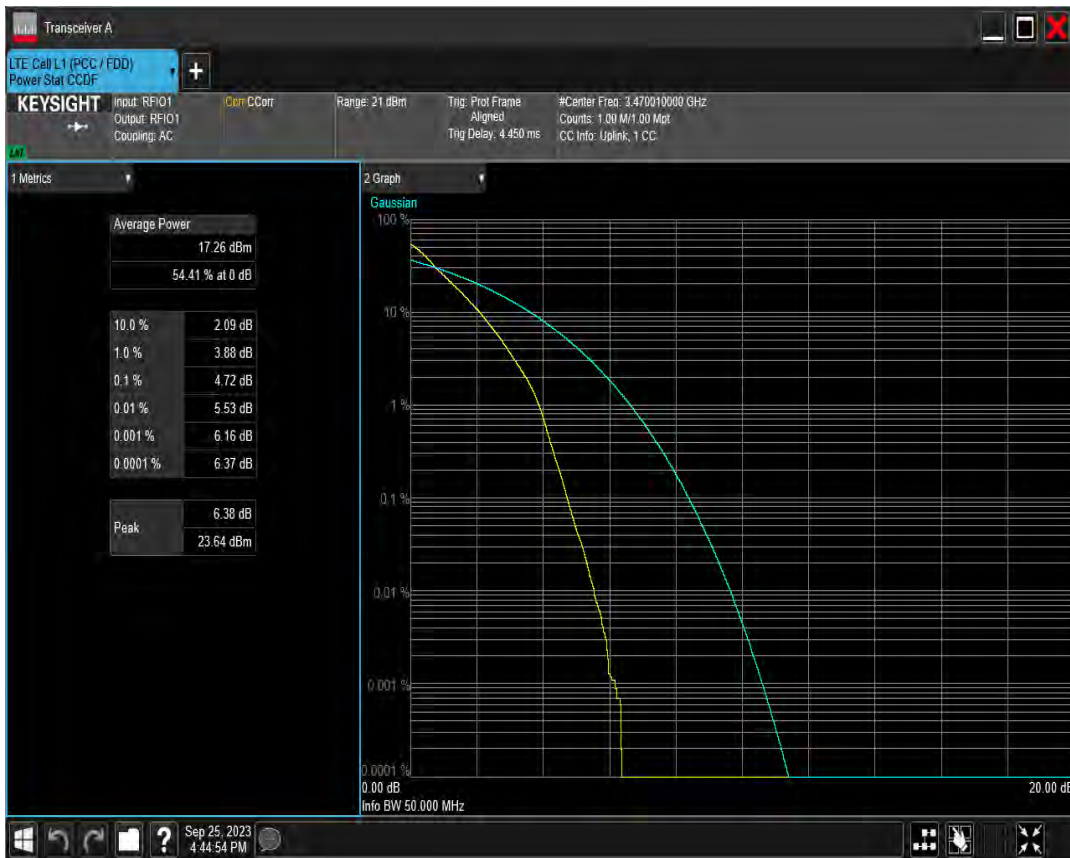 Transceiver A
LTE Cell L1 (PCC / FDD)
Power Stat CCDF
+
KEYSIGHT
Input: RFIO1
Output: RFIO1
Coupling: AC
Corr CCorr
Range: 21 dBm
Trig: Prot Frame
Aligned
Trig Delay: 4.450 ms
#Center Freq: 3.470010000 GHz
Counts: 1.00 M/1.00 Mpt
CC Info: Uplink, 1 CC
LXI
1 Metrics
Average Power
17.26 dBm
54.41 % at 0 dB
10.0 % 2.09 dB
1.0 % 3.88 dB
0.1 % 4.72 dB
0.01 % 5.53 dB
0.001 % 6.16 dB
0.0001 % 6.37 dB
Peak
6.38 dB
23.64 dBm
2 Graph
Gaussian
100 %
10 %
1 %
0.1 %
0.01 %
0.001 %
0.0001 %
0.00 dB
20.00 dB
Info BW 50.000 MHz
?
Sep 25, 2023
4:44:54 PM